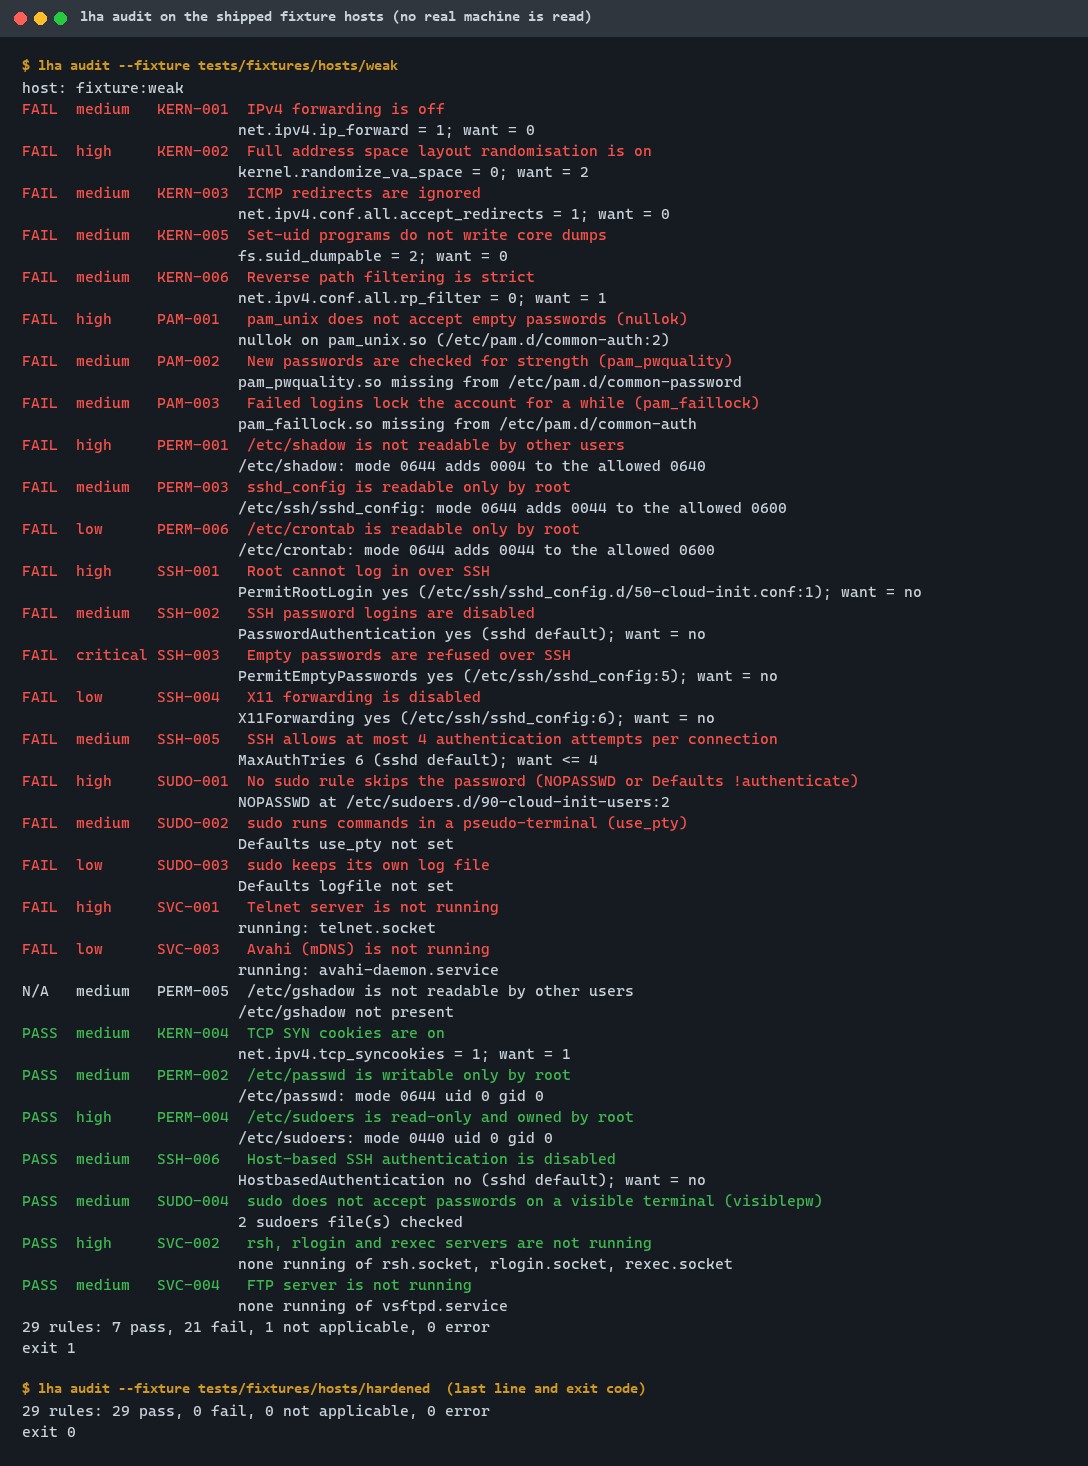 lha audit on the shipped fixture hosts (no real machine is read)
$ lha audit --fixture tests/fixtures/hosts/weak
host: fixture:weak
FAIL  medium   KERN-001  IPv4 forwarding is off
net.ipv4.ip_forward = 1; want = 0
FAIL  high     KERN-002  Full address space layout randomisation is on
kernel.randomize_va_space = 0; want = 2
FAIL  medium   KERN-003  ICMP redirects are ignored
net.ipv4.conf.all.accept_redirects = 1; want = 0
FAIL  medium   KERN-005  Set-uid programs do not write core dumps
fs.suid_dumpable = 2; want = 0
FAIL  medium   KERN-006  Reverse path filtering is strict
net.ipv4.conf.all.rp_filter = 0; want = 1
FAIL  high     PAM-001   pam_unix does not accept empty passwords (nullok)
nullok on pam_unix.so (/etc/pam.d/common-auth:2)
FAIL  medium   PAM-002   New passwords are checked for strength (pam_pwquality)
pam_pwquality.so missing from /etc/pam.d/common-password
FAIL  medium   PAM-003   Failed logins lock the account for a while (pam_faillock)
pam_faillock.so missing from /etc/pam.d/common-auth
FAIL  high     PERM-001  /etc/shadow is not readable by other users
/etc/shadow: mode 0644 adds 0004 to the allowed 0640
FAIL  medium   PERM-003  sshd_config is readable only by root
/etc/ssh/sshd_config: mode 0644 adds 0044 to the allowed 0600
FAIL  low      PERM-006  /etc/crontab is readable only by root
/etc/crontab: mode 0644 adds 0044 to the allowed 0600
FAIL  high     SSH-001   Root cannot log in over SSH
PermitRootLogin yes (/etc/ssh/sshd_config.d/50-cloud-init.conf:1); want = no
FAIL  medium   SSH-002   SSH password logins are disabled
PasswordAuthentication yes (sshd default); want = no
FAIL  critical SSH-003   Empty passwords are refused over SSH
PermitEmptyPasswords yes (/etc/ssh/sshd_config:5); want = no
FAIL  low      SSH-004   X11 forwarding is disabled
X11Forwarding yes (/etc/ssh/sshd_config:6); want = no
FAIL  medium   SSH-005   SSH allows at most 4 authentication attempts per connection
MaxAuthTries 6 (sshd default); want <= 4
FAIL  high     SUDO-001  No sudo rule skips the password (NOPASSWD or Defaults !authenticate)
NOPASSWD at /etc/sudoers.d/90-cloud-init-users:2
FAIL  medium   SUDO-002  sudo runs commands in a pseudo-terminal (use_pty)
Defaults use_pty not set
FAIL  low      SUDO-003  sudo keeps its own log file
Defaults logfile not set
FAIL  high     SVC-001   Telnet server is not running
running: telnet.socket
FAIL  low      SVC-003   Avahi (mDNS) is not running
running: avahi-daemon.service
N/A   medium   PERM-005  /etc/gshadow is not readable by other users
/etc/gshadow not present
PASS  medium   KERN-004  TCP SYN cookies are on
net.ipv4.tcp_syncookies = 1; want = 1
PASS  medium   PERM-002  /etc/passwd is writable only by root
/etc/passwd: mode 0644 uid 0 gid 0
PASS  high     PERM-004  /etc/sudoers is read-only and owned by root
/etc/sudoers: mode 0440 uid 0 gid 0
PASS  medium   SSH-006   Host-based SSH authentication is disabled
HostbasedAuthentication no (sshd default); want = no
PASS  medium   SUDO-004  sudo does not accept passwords on a visible terminal (visiblepw)
2 sudoers file(s) checked
PASS  high     SVC-002   rsh, rlogin and rexec servers are not running
none running of rsh.socket, rlogin.socket, rexec.socket
PASS  medium   SVC-004   FTP server is not running
none running of vsftpd.service
29 rules: 7 pass, 21 fail, 1 not applicable, 0 error
exit 1
$ lha audit --fixture tests/fixtures/hosts/hardened  (last line and exit code)
29 rules: 29 pass, 0 fail, 0 not applicable, 0 error
exit 0